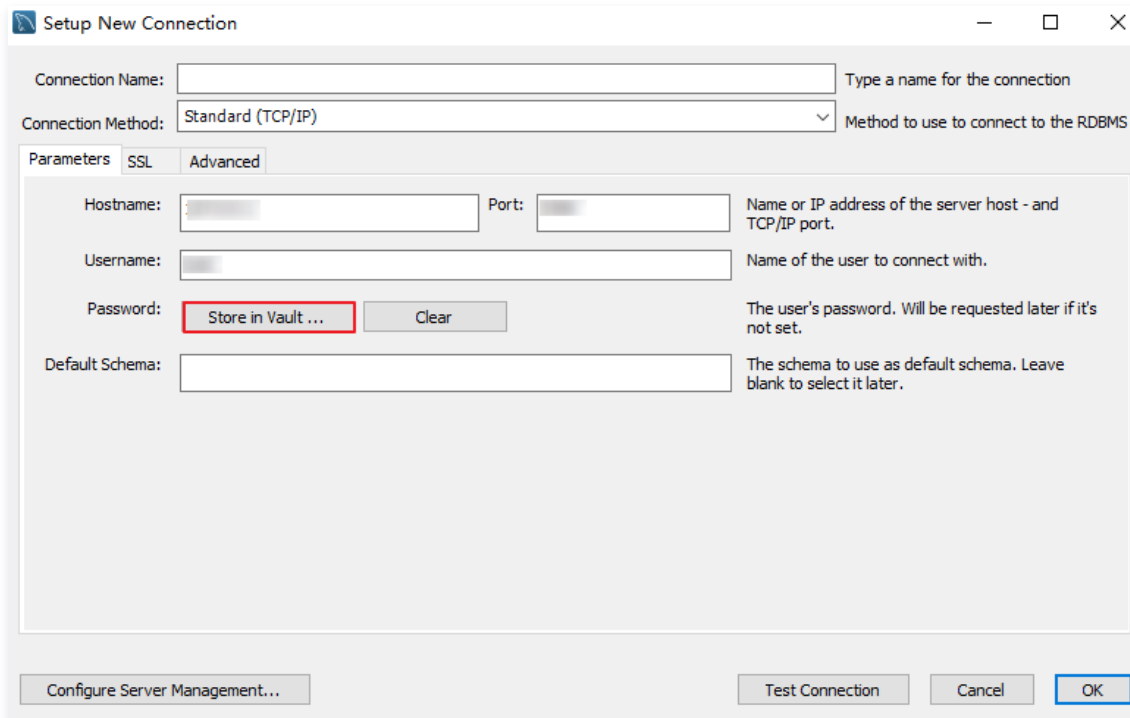 Setup New Connection
Connection Name:
Type a name for the connection
Connection Method:
Standard (TCP/IP)
Method to use to connect to the RDBMS
Parameters
SSL
Advanced
Hostname:
Port:
Name or IP address of the server host - and
TCP/IP port.
Username:
Name of the user to connect with.
Password:
Store in Vault ...
Clear
The user's password. Will be requested later if it's
not set.
Default Schema:
The schema to use as default schema. Leave
blank to select it later.
Configure Server Management...
Test Connection
Cancel
OK